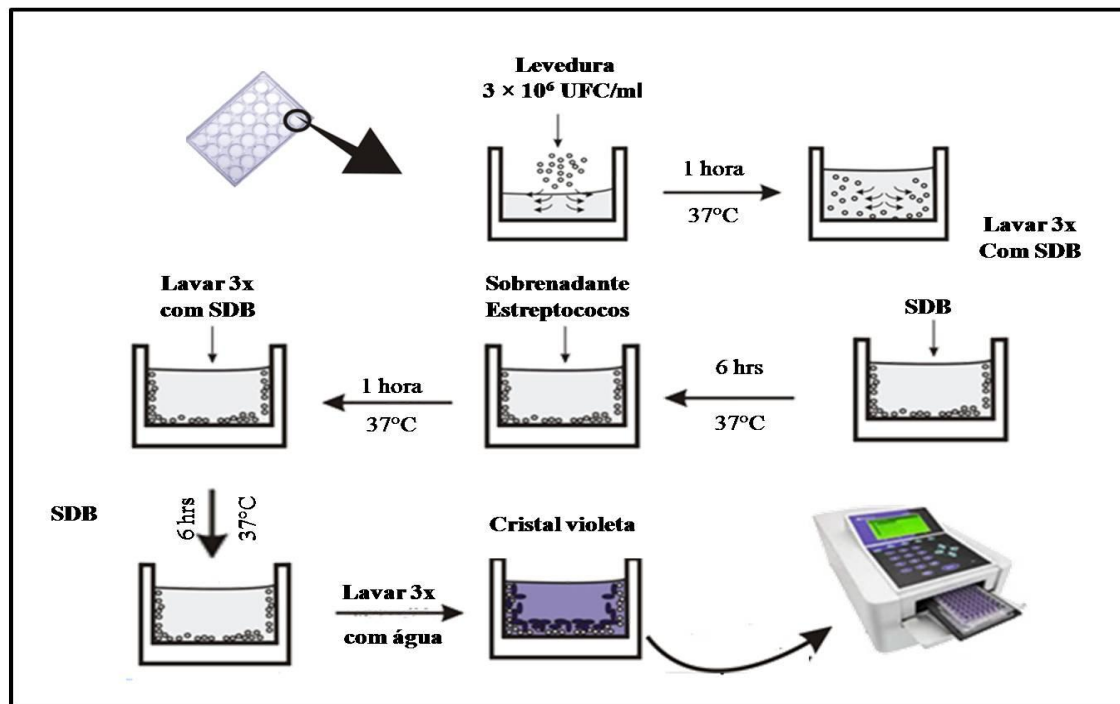 Levedura
3 × 10⁶ UFC/ml
1 hora
37°C
Lavar 3x
Com SDB
SDB
6 hrs
37°C
Sobrenadante
Estreptococos
1 hora
37°C
Lavar 3x
com SDB
SDB
6 hrs
37°C
Lavar 3x
com água
Cristal violeta